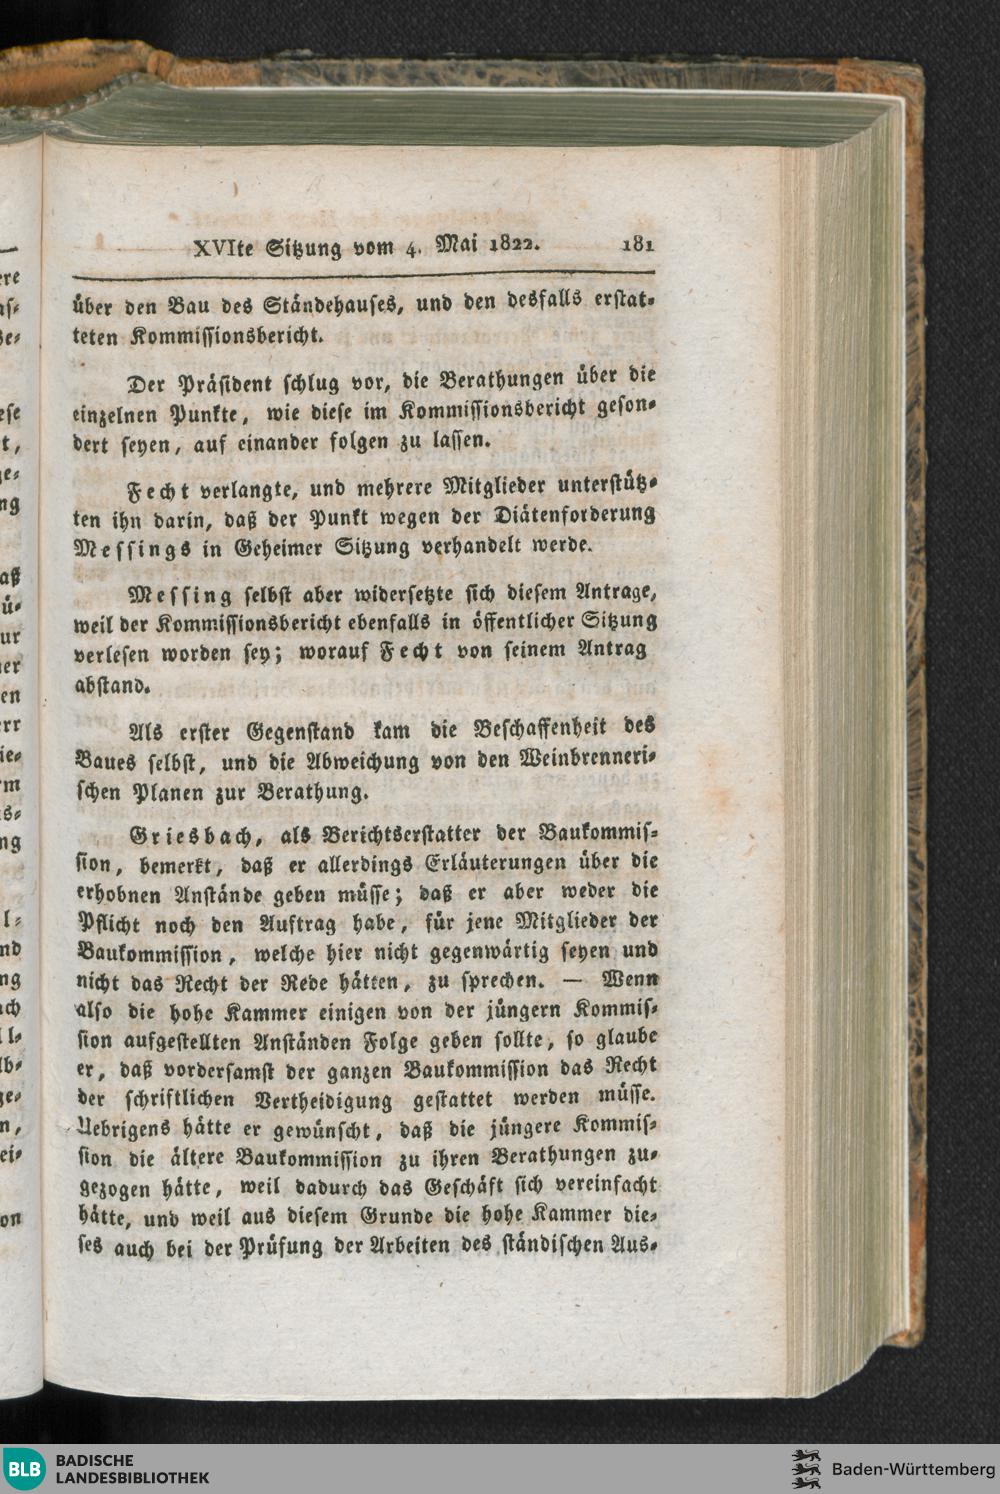 XVIte Sitzung vom 4. Mai 1822. 181
über den Bau des Ständehauses, und den desfalls erstat-
teten Kommissionsbericht.
Der Präsident schlug vor, die Berathungen über die
einzelnen Punkte, wie diese im Kommissionsbericht geson-
dert seyen, auf einander folgen zu lassen.
Fecht verlangte, und mehrere Mitglieder unterstütz-
ten ihn darin, daß der Punkt wegen der Diätenforderung
Messings in Geheimer Sitzung verhandelt werde.
Messing selbst aber widersetzte sich diesem Antrage,
weil der Kommissionsbericht ebenfalls in öffentlicher Sitzung
verlesen worden sey; worauf Fecht von seinem Antrag
abstand.
Als erster Gegenstand kam die Beschaffenheit des
Baues selbst, und die Abweichung von den Weinbrenneri-
schen Planen zur Berathung.
Griesbach, als Berichtserstatter der Baukommis-
sion, bemerkt, daß er allerdings Erläuterungen über die
erhobnen Anstände geben müsse; daß er aber weder die
Pflicht noch den Auftrag habe, für jene Mitglieder der
Baukommission, welche hier nicht gegenwärtig seyen und
nicht das Recht der Rede hätten, zu sprechen. — Wenn
also die hohe Kammer einigen von der jüngern Kommis-
sion aufgestellten Anständen Folge geben sollte, so glaube
er, daß vordersamst der ganzen Baukommission das Recht
der schriftlichen Vertheidigung gestattet werden müsse.
Uebrigens hätte er gewünscht, daß die jüngere Kommis-
sion die ältere Baukommission zu ihren Berathungen zu-
gezogen hätte, weil dadurch das Geschäft sich vereinfacht
hätte, und weil aus diesem Grunde die hohe Kammer die-
ses auch bei der Prüfung der Arbeiten des ständischen Aus-
BLB BADISCHE
LANDESBIBLIOTHEK
Baden-Württemberg